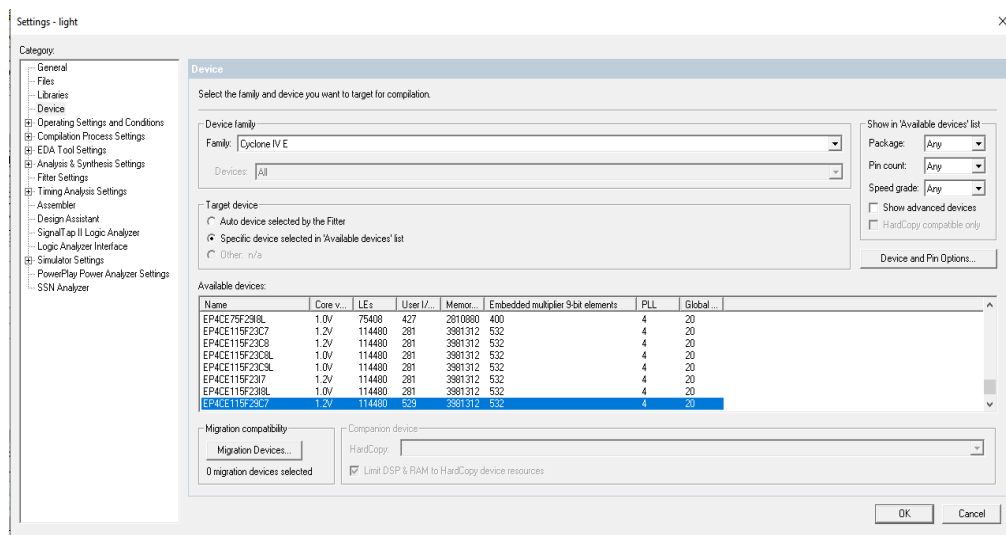 Settings - light
Category:
General
Files
Libraries
Device
Operating Settings and Conditions
Compilation Process Settings
EDA Tool Settings
Analysis & Synthesis Settings
Fitter Settings
Timing Analysis Settings
Assembler
Design Assistant
SignalTap II Logic Analyzer
Logic Analyzer Interface
Simulator Settings
PowerPlay Power Analyzer Settings
SSN Analyzer
Device
Select the family and device you want to target for compilation.
Device family
Family: Cyclone IV E
Devices: All
Target device
Auto device selected by the Fitter
Specific device selected in 'Available devices' list
Other: n/a
Show in 'Available devices' list
Package: Any
Pin count: Any
Speed grade: Any
Show advanced devices
HardCopy compatible only
Device and Pin Options...
Available devices:
Name Core v... LEs User I/... Memor... Embedded multiplier 9-bit elements PLL Global ...
EP4CE75F29I8L 1.0V 75408 427 2810880 400 4 20
EP4CE115F23C7 1.2V 114480 281 3981312 532 4 20
EP4CE115F23C8 1.2V 114480 281 3981312 532 4 20
EP4CE115F23C8L 1.0V 114480 281 3981312 532 4 20
EP4CE115F23C9L 1.0V 114480 281 3981312 532 4 20
EP4CE115F23I7 1.2V 114480 281 3981312 532 4 20
EP4CE115F23I8L 1.0V 114480 281 3981312 532 4 20
EP4CE115F29C7 1.2V 114480 529 3981312 532 4 20
Migration compatibility
Migration Devices...
0 migration devices selected
Companion device
HardCopy:
Limit DSP & RAM to HardCopy device resources
OK
Cancel